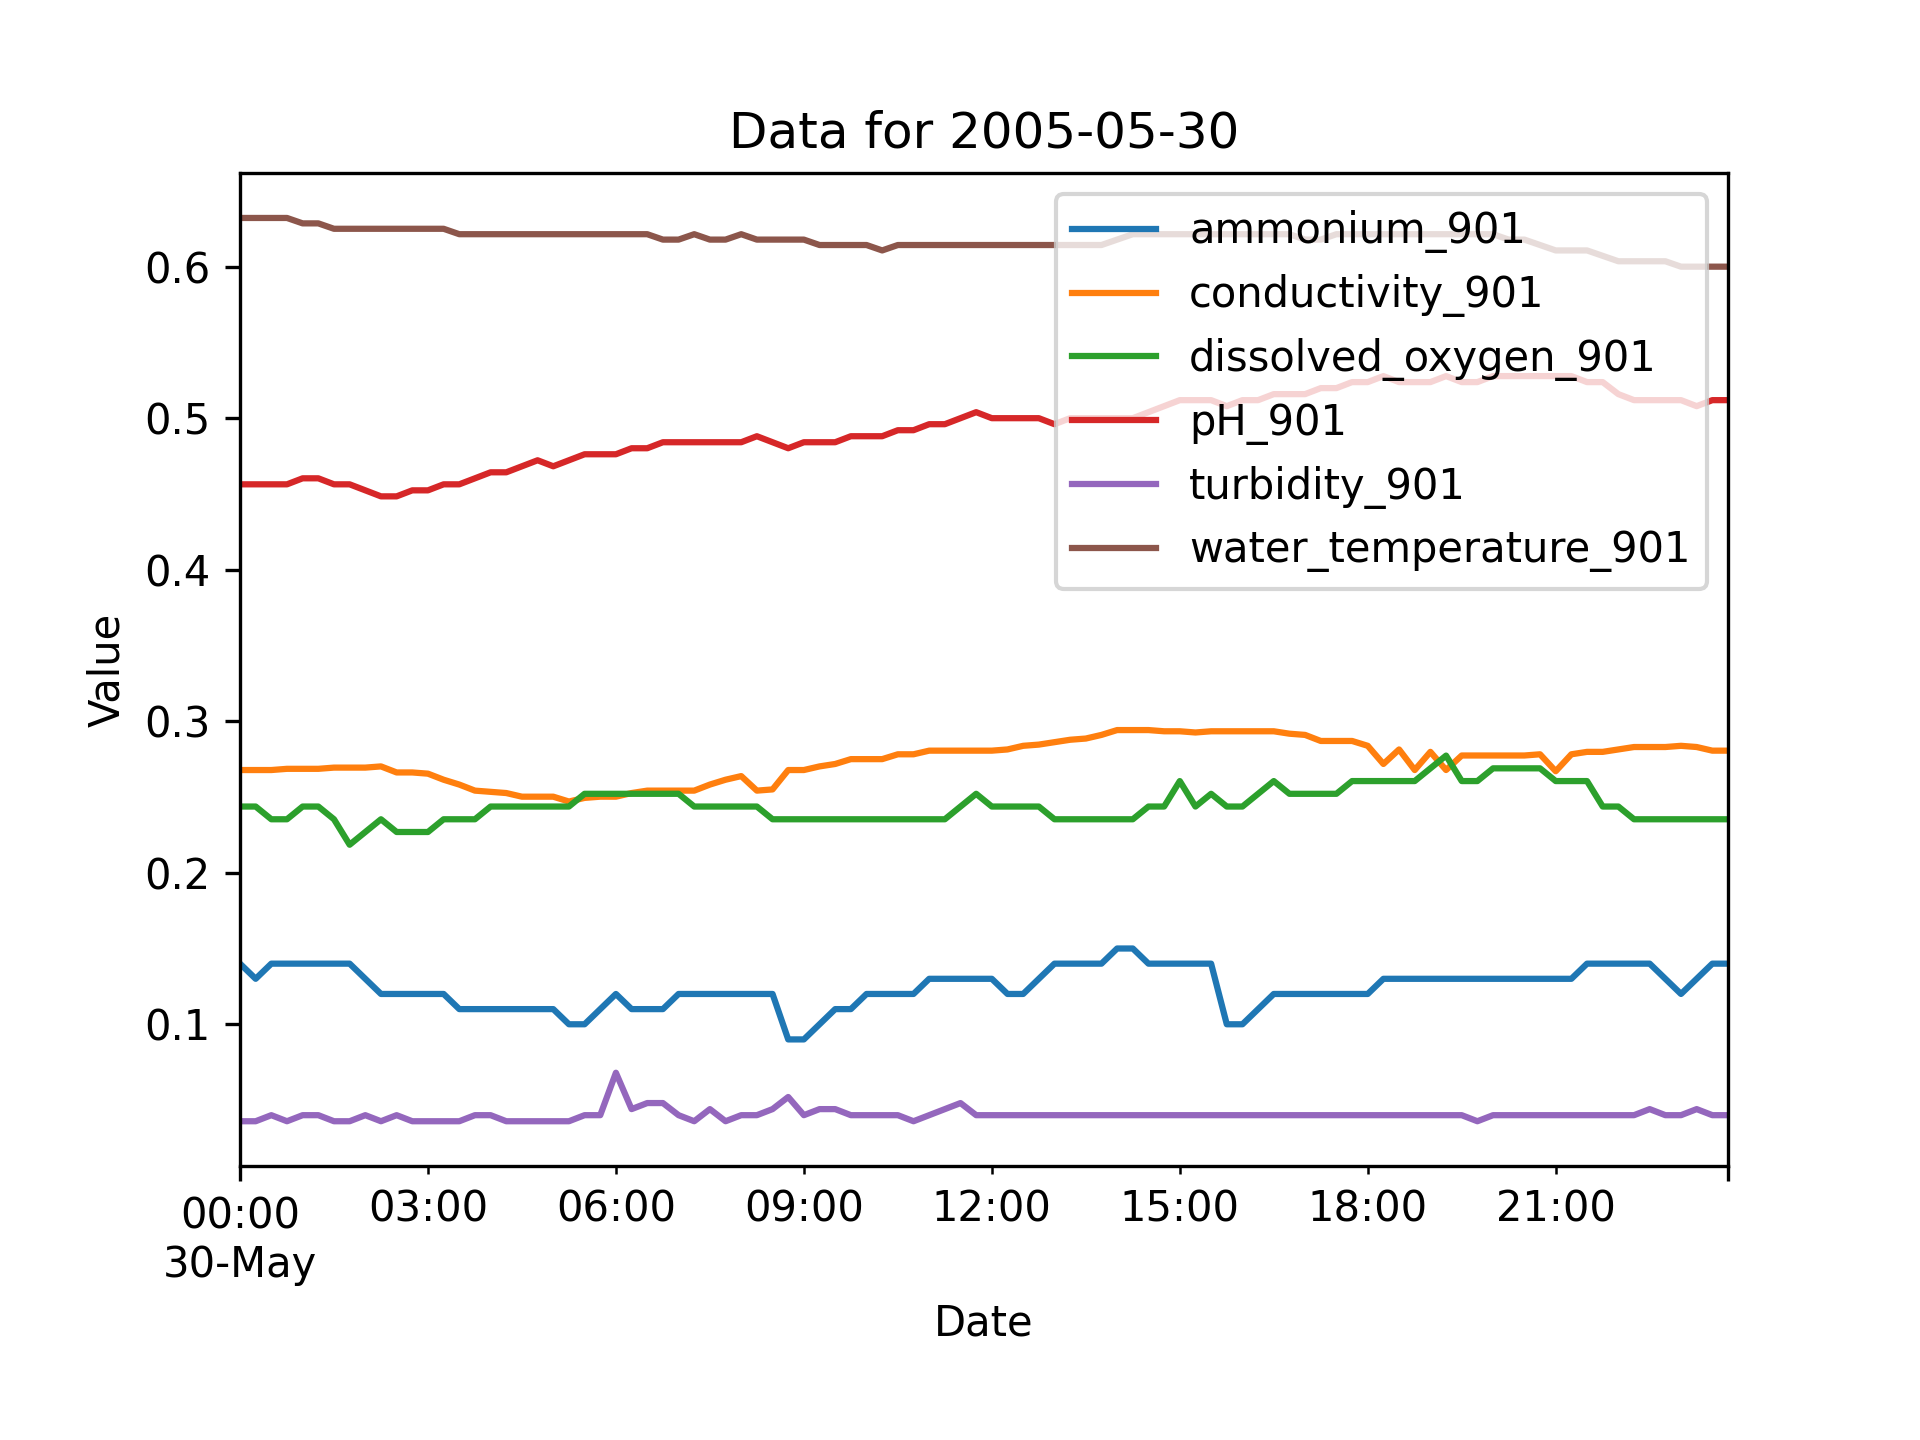 Data for 2005-05-30
ammonium_901
conductivity_901
dissolved_oxygen_901
pH_901
turbidity_901
water_temperature_901
Value
0.6
0.5
0.4
0.3
0.2
0.1
00:00 03:00 06:00 09:00 12:00 15:00 18:00 21:00
30-May
Date